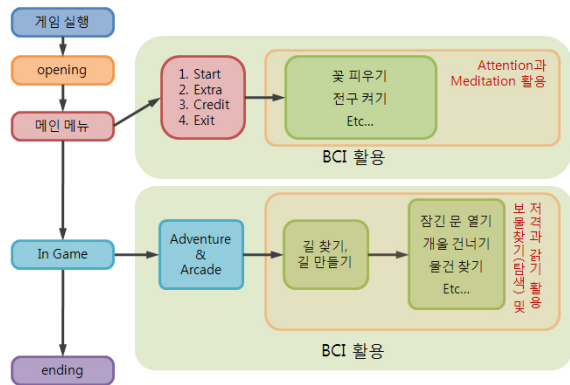 게임 실행
opening
메인 메뉴
1. Start
2. Extra
3. Credit
4. Exit
꽃 피우기
전구 켜기
Etc...
Attention과
Meditation 활용
BCI 활용
In Game
Adventure
&
Arcade
길 찾기,
길 만들기
잠긴 문 열기
개울 건너기
물건 찾기
Etc...
보물찾기(탐색) 및
저격과 갉기 활용
BCI 활용
ending